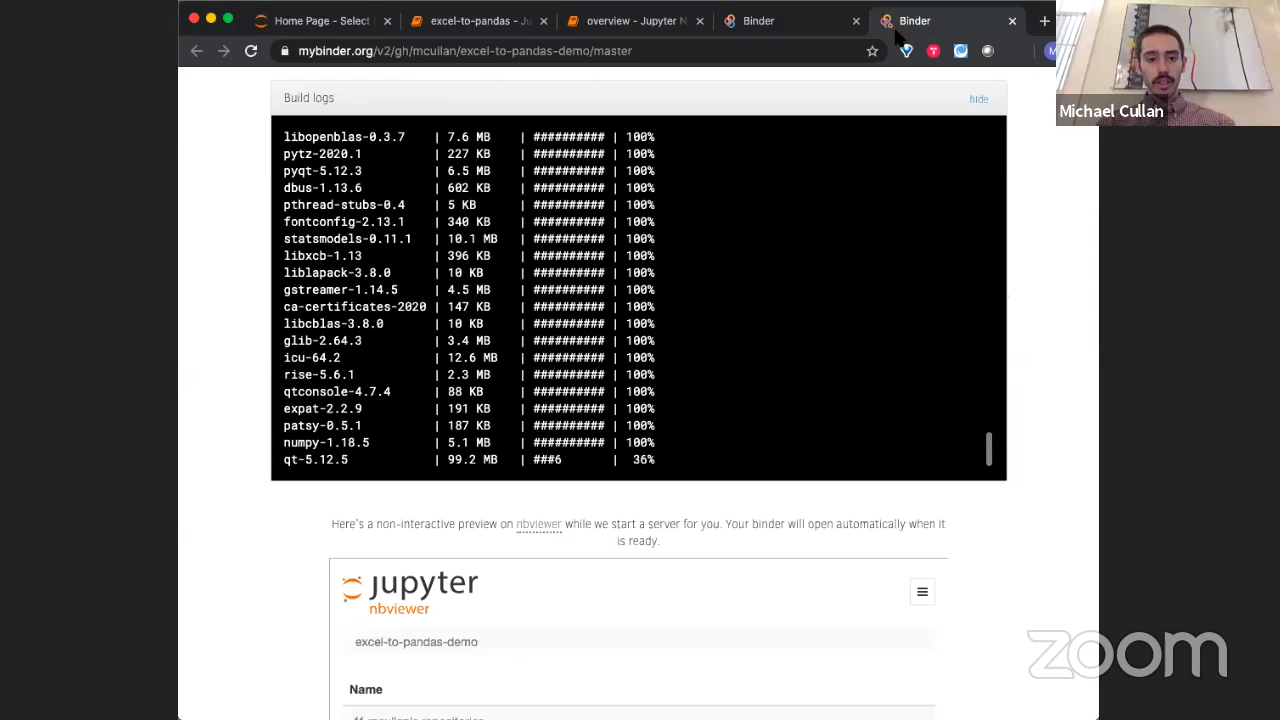 Home Page - Select
excel-to-pandas - Ju
overview - Jupyter N
Binder
Binder
mybinder.org/v2/gh/mcullan/excel-to-pandas-demo/master
Michael Cullan
Build logs
hide
libopenblas-0.3.7 | 7.6 MB | ########## | 100%
pytz-2020.1 | 227 KB | ########## | 100%
pyqt-5.12.3 | 6.5 MB | ########## | 100%
dbus-1.13.6 | 602 KB | ########## | 100%
pthread-stubs-0.4 | 5 KB | ########## | 100%
fontconfig-2.13.1 | 340 KB | ########## | 100%
statsmodels-0.11.1 | 10.1 MB | ########## | 100%
libxcb-1.13 | 396 KB | ########## | 100%
liblapack-3.8.0 | 10 KB | ########## | 100%
gstreamer-1.14.5 | 4.5 MB | ########## | 100%
ca-certificates-2020 | 147 KB | ########## | 100%
libcblas-3.8.0 | 10 KB | ########## | 100%
glib-2.64.3 | 3.4 MB | ########## | 100%
icu-64.2 | 12.6 MB | ########## | 100%
rise-5.6.1 | 2.3 MB | ########## | 100%
qtconsole-4.7.4 | 88 KB | ########## | 100%
expat-2.2.9 | 191 KB | ########## | 100%
patsy-0.5.1 | 187 KB | ########## | 100%
numpy-1.18.5 | 5.1 MB | ########## | 100%
qt-5.12.5 | 99.2 MB | ###6 | 36%
Here's a non-interactive preview on nbviewer while we start a server for you. Your binder will open automatically when it
is ready.
jupyter
nbviewer
excel-to-pandas-demo
zoom
Name